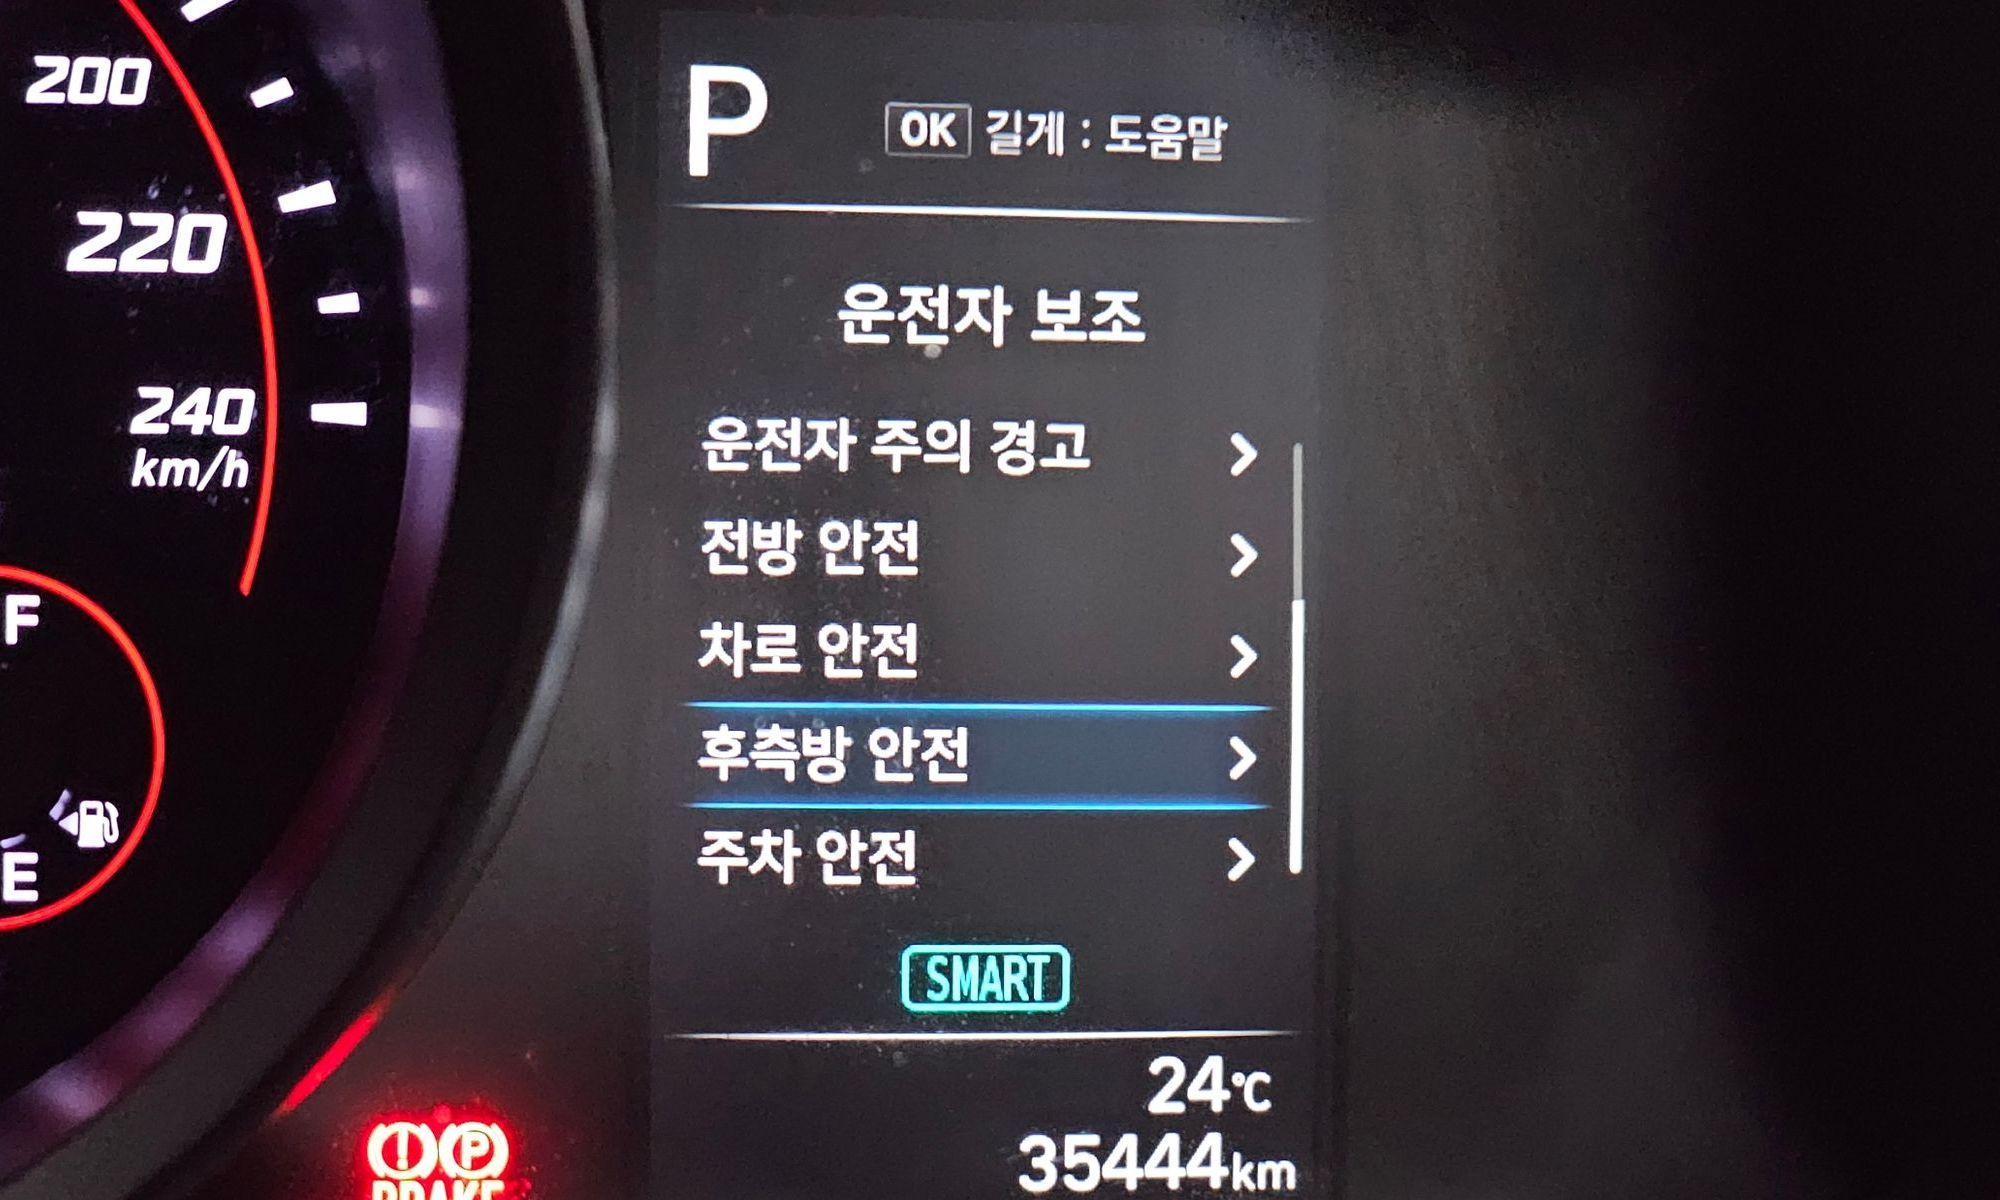 200
220
240
km/h
F
E
P
OK 길게 : 도움말
운전자 보조
운전자 주의 경고
전방 안전
차로 안전
후측방 안전
주차 안전
SMART
24℃
35444km
(!) (P)
BRAKE